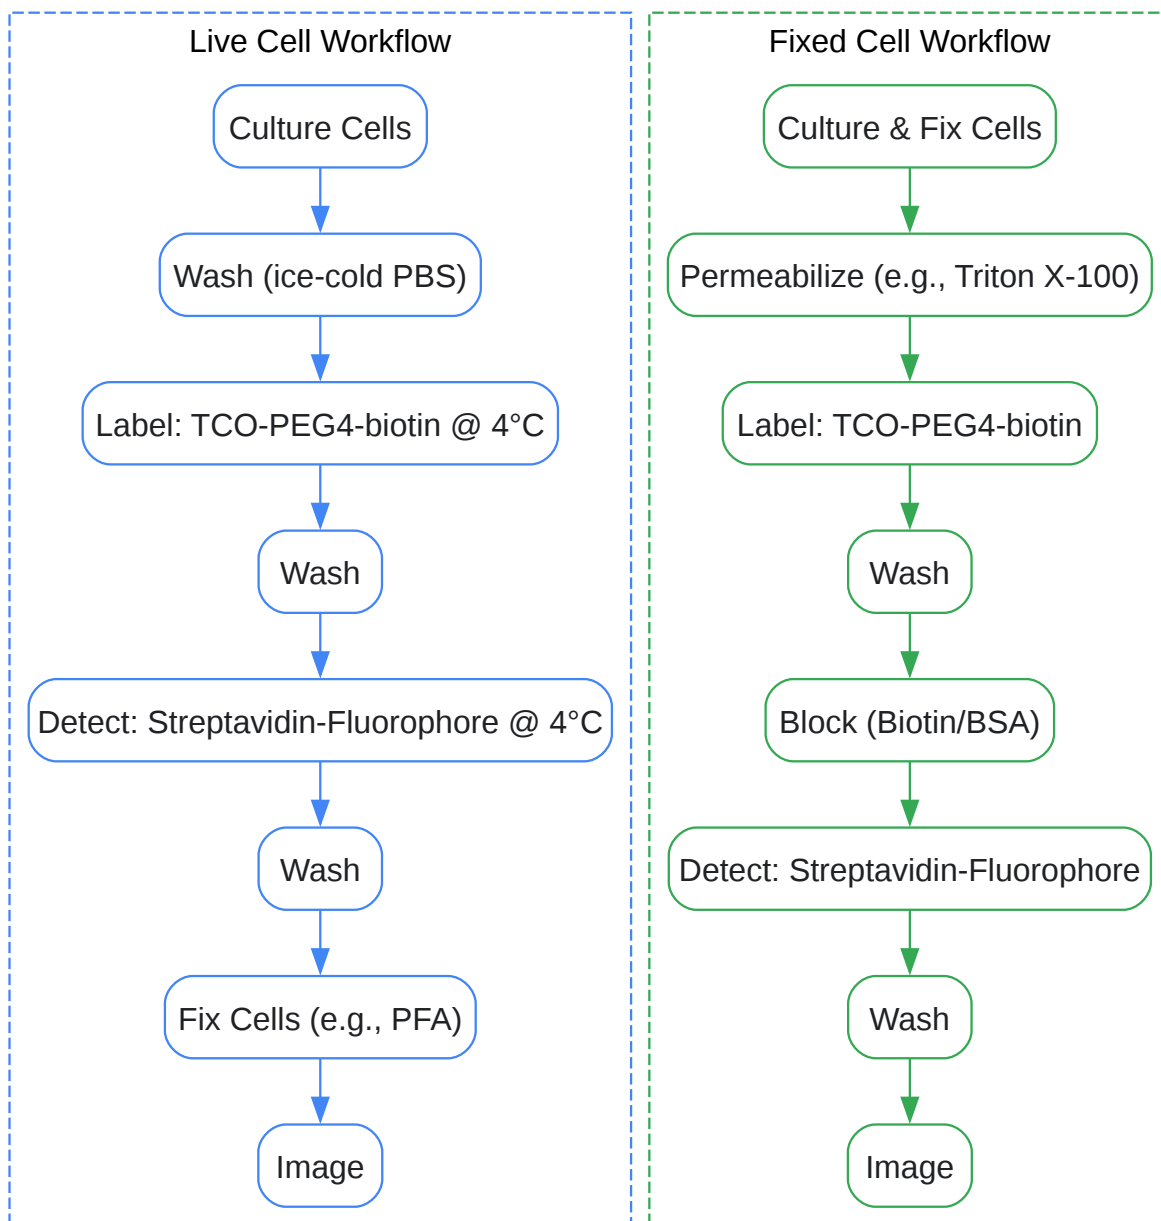 Live Cell Workflow
Culture Cells
Wash (ice-cold PBS)
Label: TCO-PEG4-biotin @ 4°C
Wash
Detect: Streptavidin-Fluorophore @ 4°C
Wash
Fix Cells (e.g., PFA)
Image
Fixed Cell Workflow
Culture & Fix Cells
Permeabilize (e.g., Triton X-100)
Label: TCO-PEG4-biotin
Wash
Block (Biotin/BSA)
Detect: Streptavidin-Fluorophore
Wash
Image